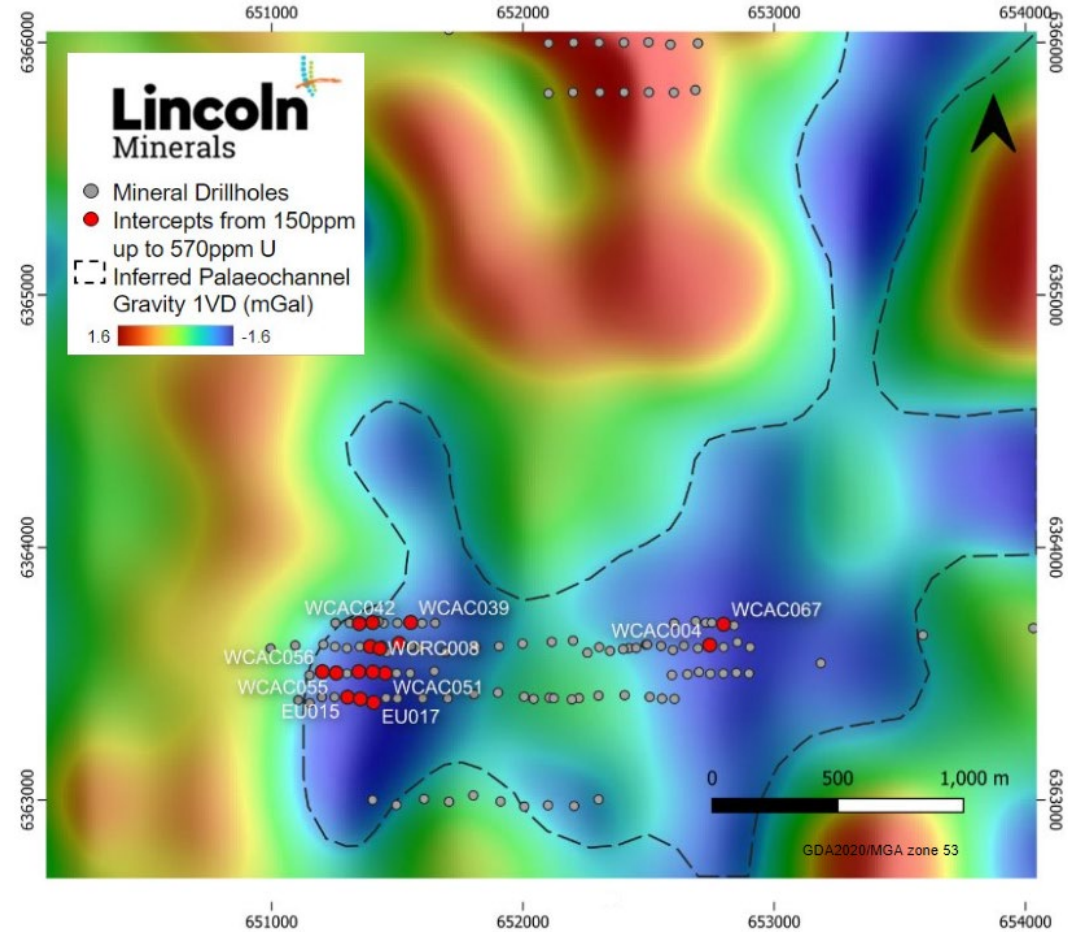 651000 652000 653000 654000
6366000 6366000
Lincoln
Minerals
Mineral Drillholes
Intercepts from 150ppm
up to 570ppm U
Inferred Palaeochannel
Gravity 1VD (mGal)
1.6 -1.6
6365000 6365000
6364000 6364000
WCAC042 WCAC039 WCAC067
WCAC004
WCRC008
WCAC056
WCAC055 WCAC051
EU015 EU017
0 500 1,000 m
6363000 6363000
GDA2020/MGA zone 53
651000 652000 653000 654000